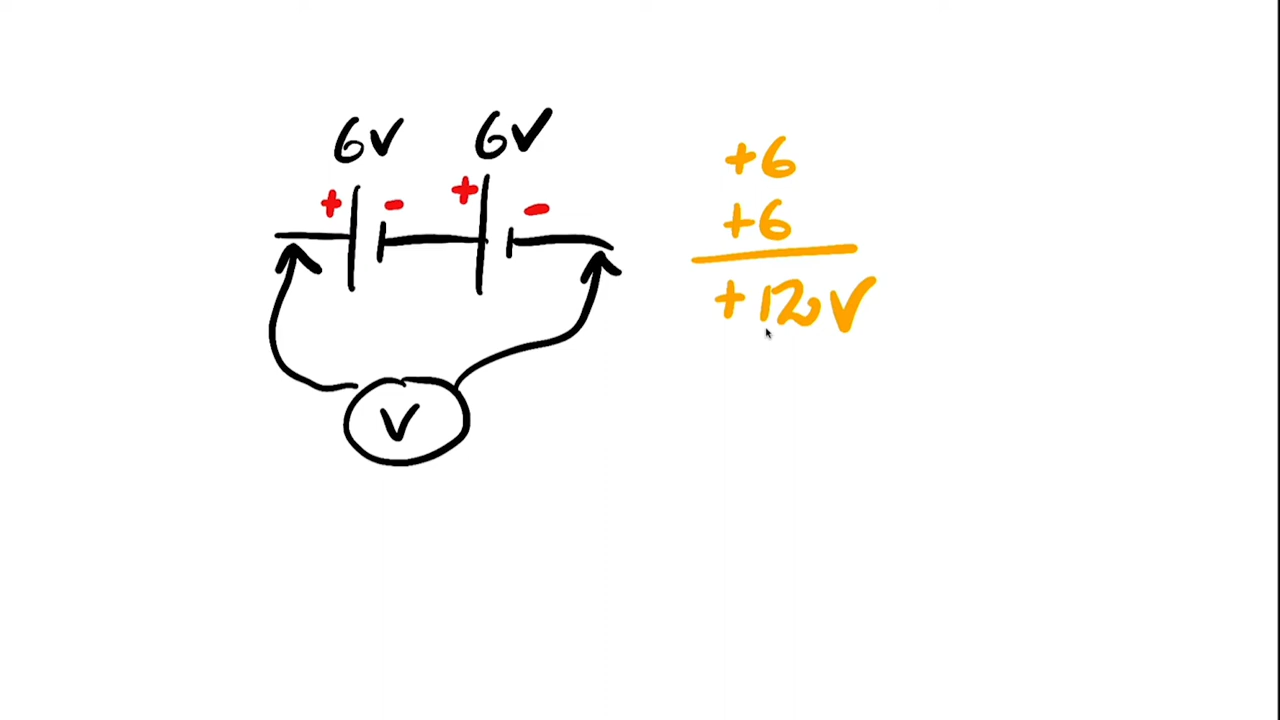 6V 6V
+ - + -
V
+6
+6
+12V